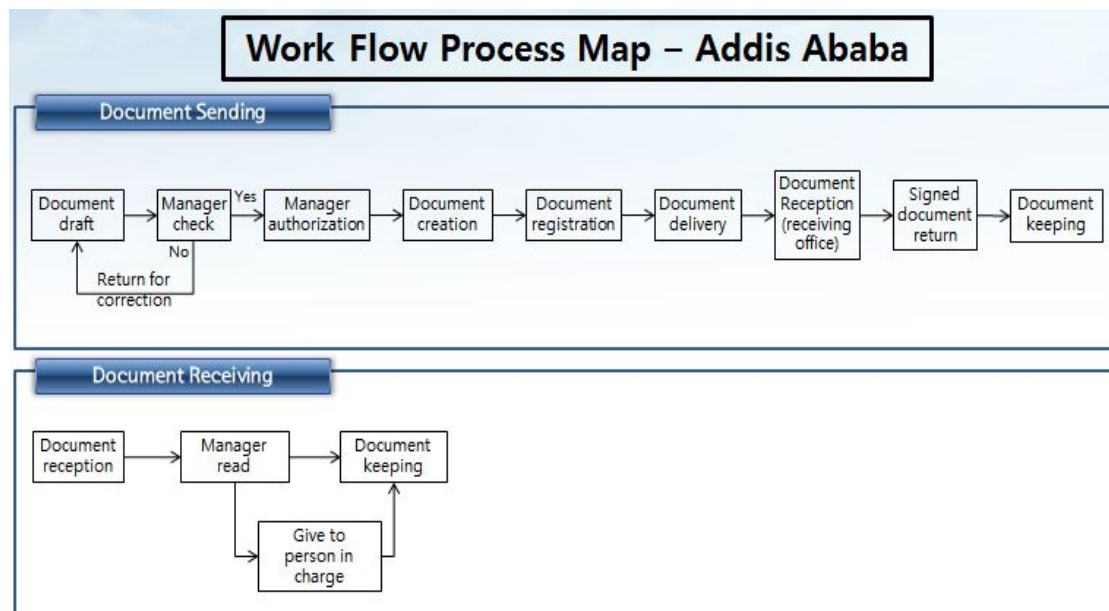 Work Flow Process Map – Addis Ababa
Document Sending
Document
draft
Manager
check
Yes
No
Return for
correction
Manager
authorization
Document
creation
Document
registration
Document
delivery
Document
Reception
(receiving
office)
Signed
document
return
Document
keeping
Document Receiving
Document
reception
Manager
read
Document
keeping
Give to
person in
charge